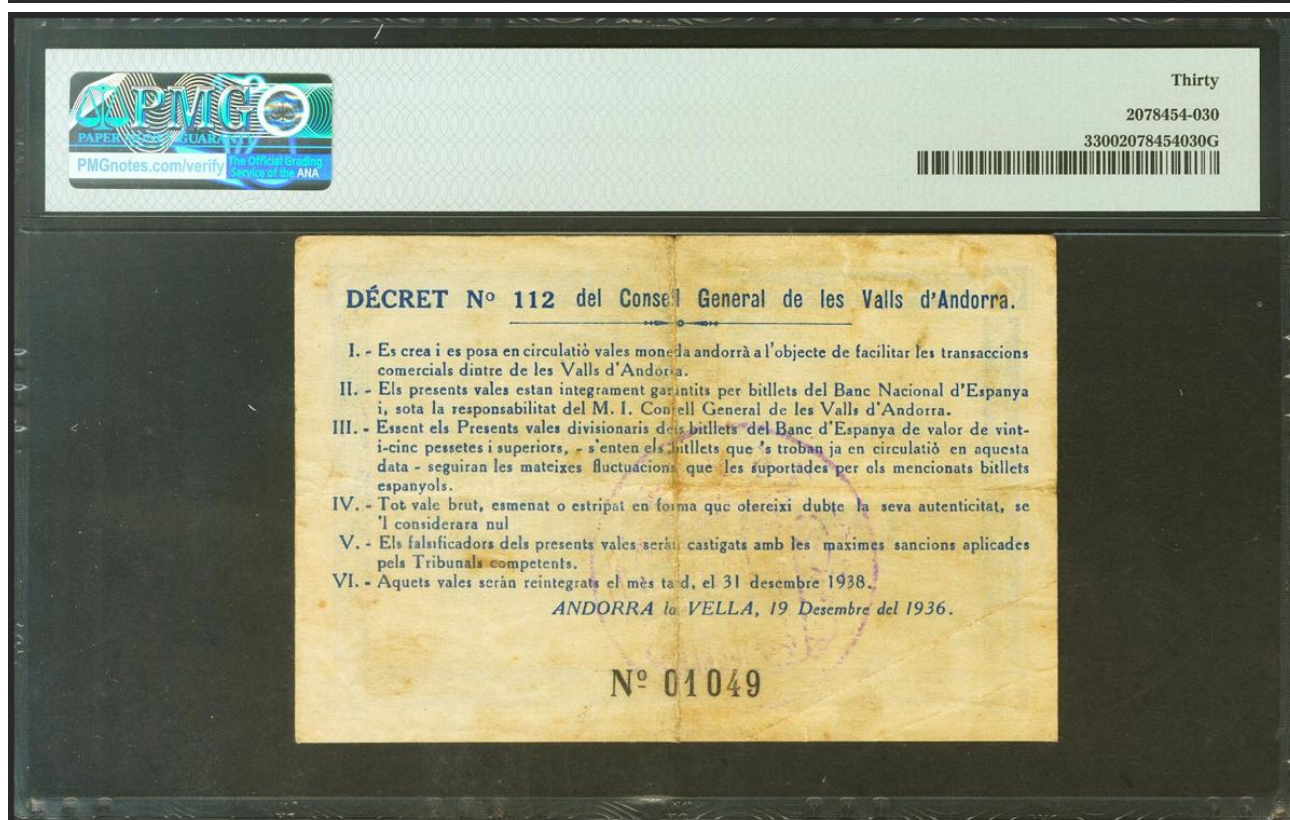 PMG
PAPER MONEY GUARANTY
PMGnotes.com/verify
The Official Grading
Service of the ANA
Thirty
2078454-030
33002078454030G
DÉCRET Nº 112 del Consell General de les Valls d'Andorra.
I. - Es crea i es posa en circulatiò vales moneda andorrà a l'objecte de facilitar les transaccions
comercials dintre de les Valls d'Andorra.
II. - Els presents vales estan integrament garantits per bitllets del Banc Nacional d'Espanya
i, sota la responsabilitat del M. I. Consell General de les Valls d'Andorra.
III. - Essent els Presents vales divisionaris dels bitllets del Banc d'Espanya de valor de vint-
i-cinc pessetes i superiors, - s'enten els bitllets que 's troban ja en circulatiò en aquesta
data - seguiran les mateixes fluctuacions que les suportades per els mencionats bitllets
espanyols.
IV. - Tot vale brut, esmenat o estripat en forma que ofereixi dubte la seva autenticitat, se
'l considerara nul
V. - Els falsificadors dels presents vales seràn castigats amb les maximes sancions aplicades
pels Tribunals competents.
VI. - Aquets vales seràn reintegrats el mès tard, el 31 desembre 1938.
ANDORRA la VELLA, 19 Desembre del 1936.
Nº 01049